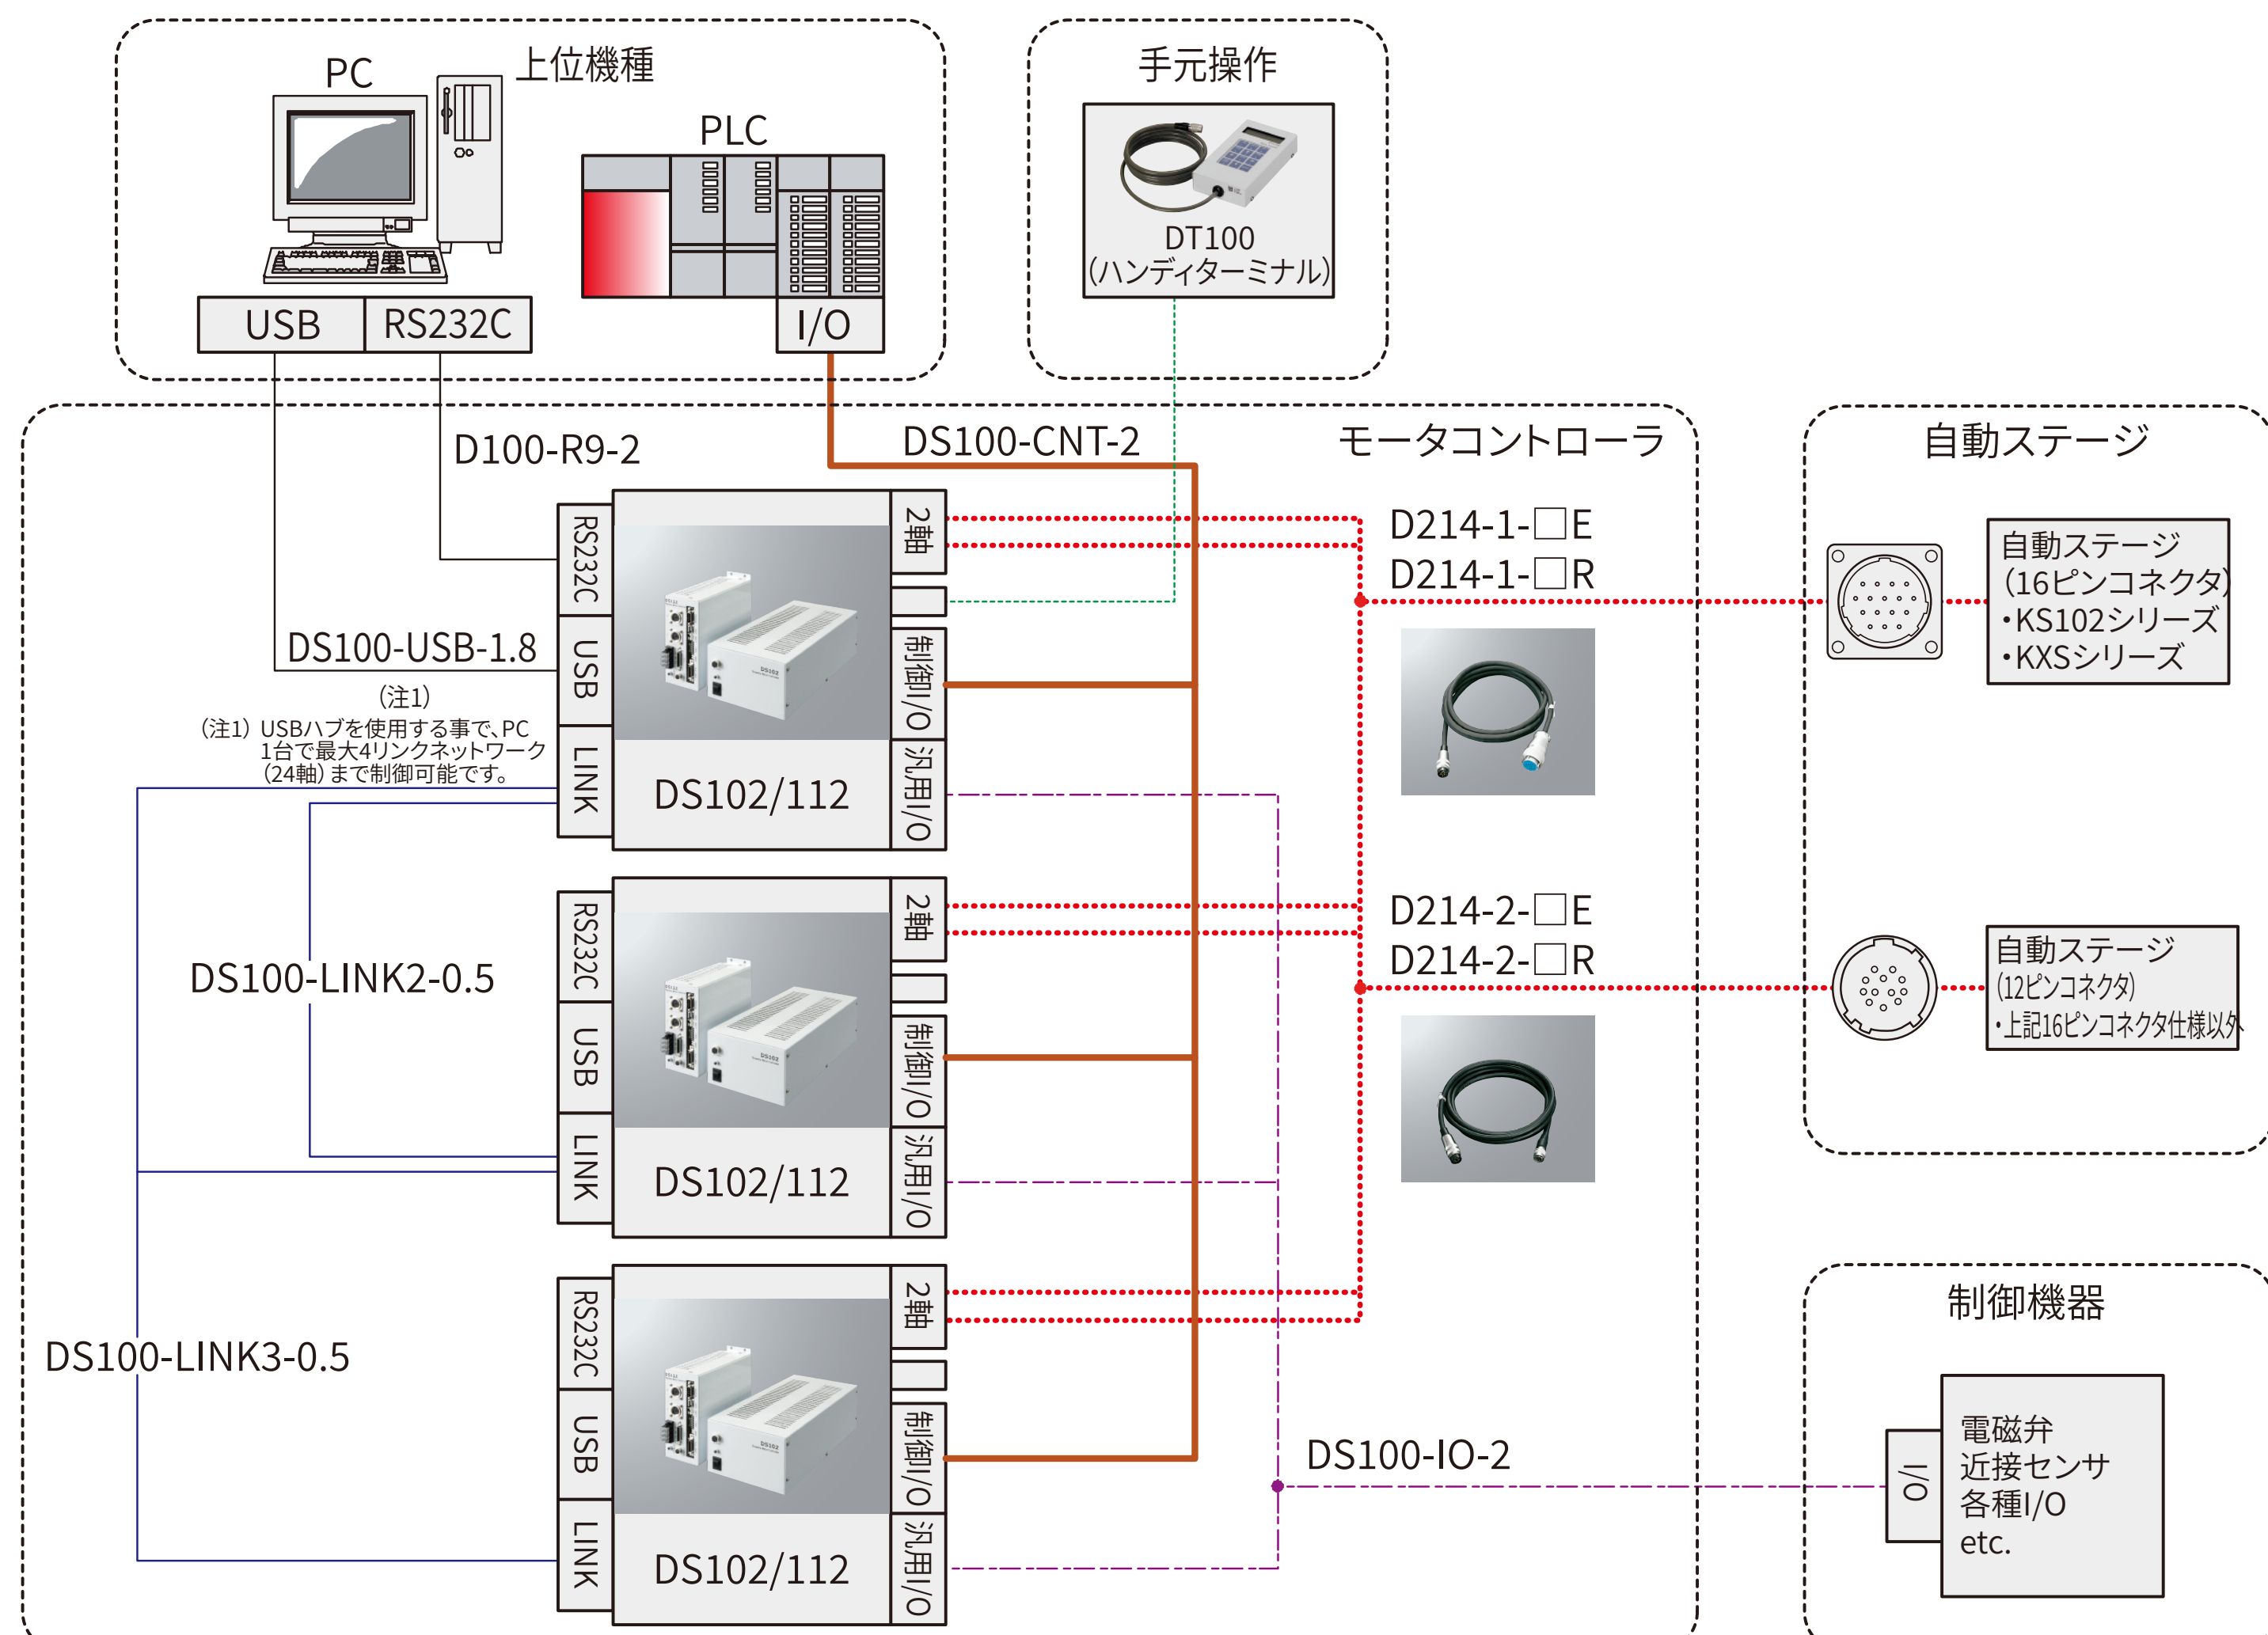 上位機種
PC
PLC
USB
RS232C
I/O
手元操作
DT100
(ハンディターミナル)
モータコントローラ
D100-R9-2
DS100-CNT-2
DS100-USB-1.8
(注1)
(注1) USBハブを使用する事で、PC
1台で最大4リンクネットワーク
(24軸)まで制御可能です。
RS232C
USB
LINK
DS102/112
2軸
制御I/O
汎用I/O
DS100-LINK2-0.5
RS232C
USB
LINK
DS102/112
2軸
制御I/O
汎用I/O
DS100-LINK3-0.5
RS232C
USB
LINK
DS102/112
2軸
制御I/O
汎用I/O
D214-1-□E
D214-1-□R
D214-2-□E
D214-2-□R
DS100-IO-2
自動ステージ
自動ステージ
(16ピンコネクタ)
・KS102シリーズ
・KXSシリーズ
自動ステージ
(12ピンコネクタ)
・上記16ピンコネクタ仕様以外
制御機器
I/O
電磁弁
近接センサ
各種I/O
etc.